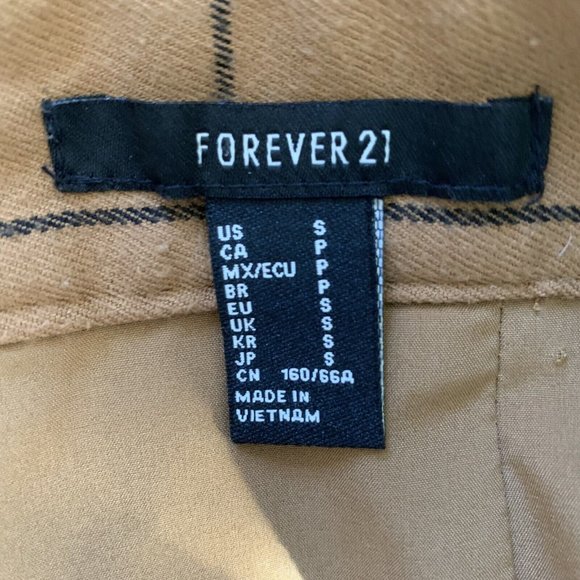 FOREVER 21
US S
CA P
MX/ECU P
BR P
EU S
UK S
KR S
JP S
CN 160/66A
MADE IN
VIETNAM